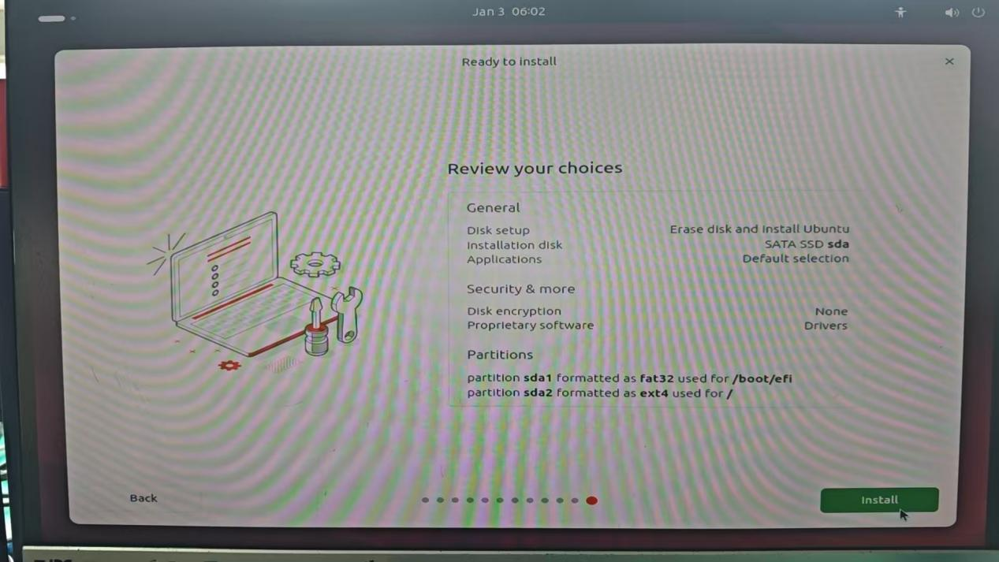 Jan 3 06:02
Ready to install
Review your choices
General
Disk setup Erase disk and install Ubuntu
Installation disk SATA SSD sda
Applications Default selection
Security & more
Disk encryption None
Proprietary software Drivers
Partitions
partition sda1 formatted as fat32 used for /boot/efi
partition sda2 formatted as ext4 used for /
Back
Install